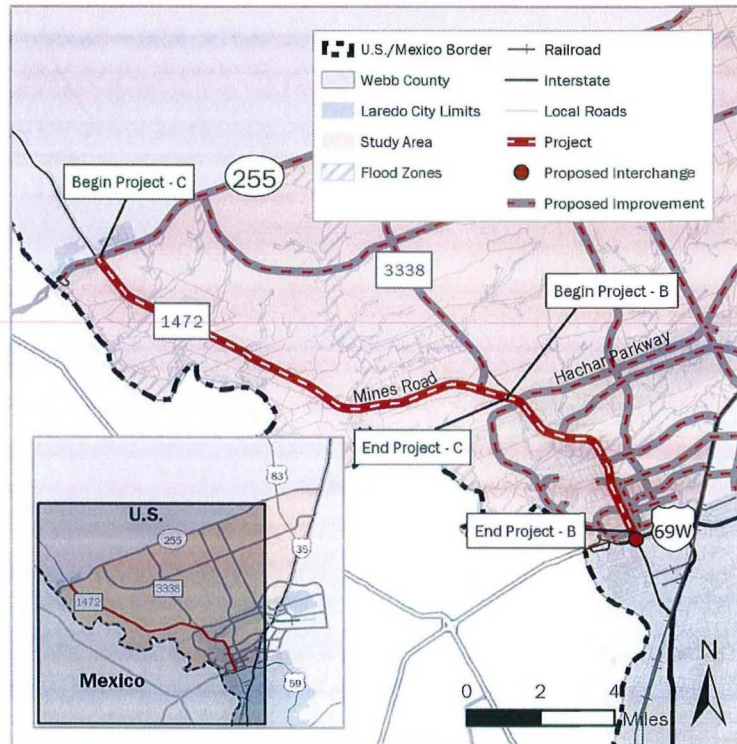 U.S./Mexico Border
Webb County
Laredo City Limits
Study Area
Flood Zones
Railroad
Interstate
Local Roads
Project
Proposed Interchange
Proposed Improvement
Begin Project - C
255
3338
1472
Begin Project - B
Mines Road
Hachar Parkway
End Project - C
End Project - B
69W
U.S.
83
255
35
3338
1472
Mexico
59
N
0 2 4
Miles